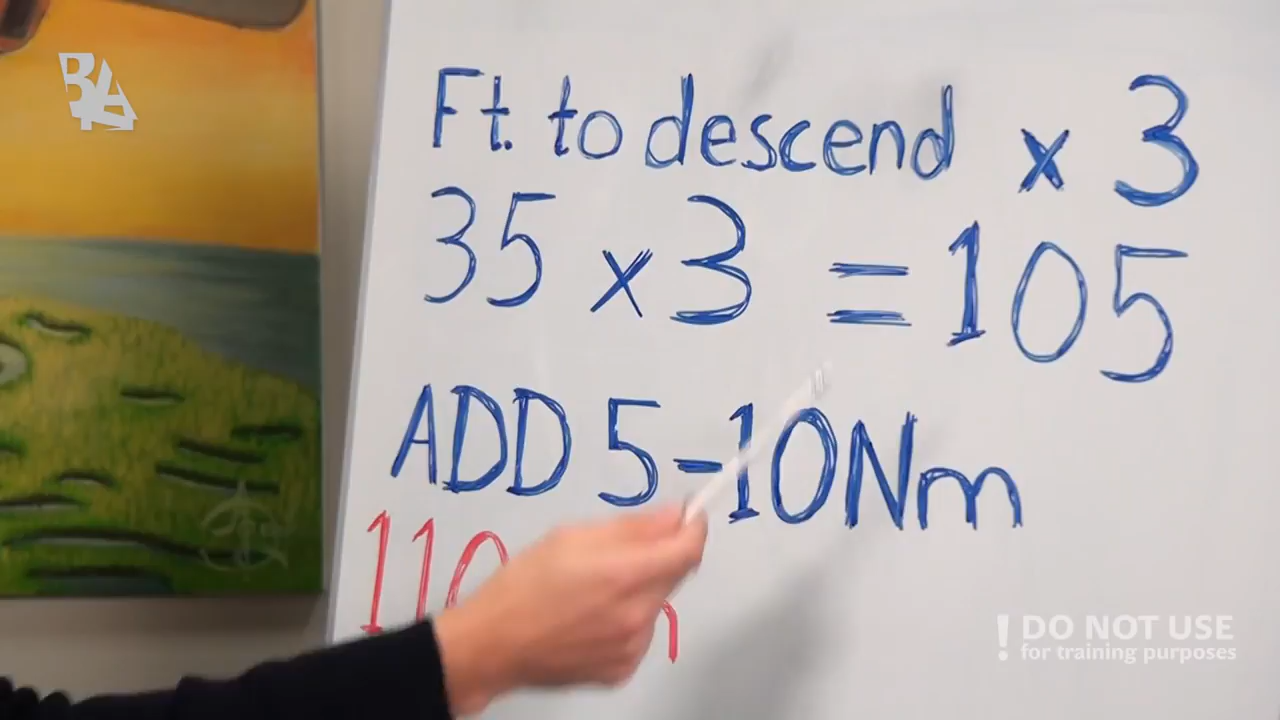 Ft. to descend x 3
35 x 3 = 105
ADD 5-10Nm
110
! DO NOT USE
for training purposes